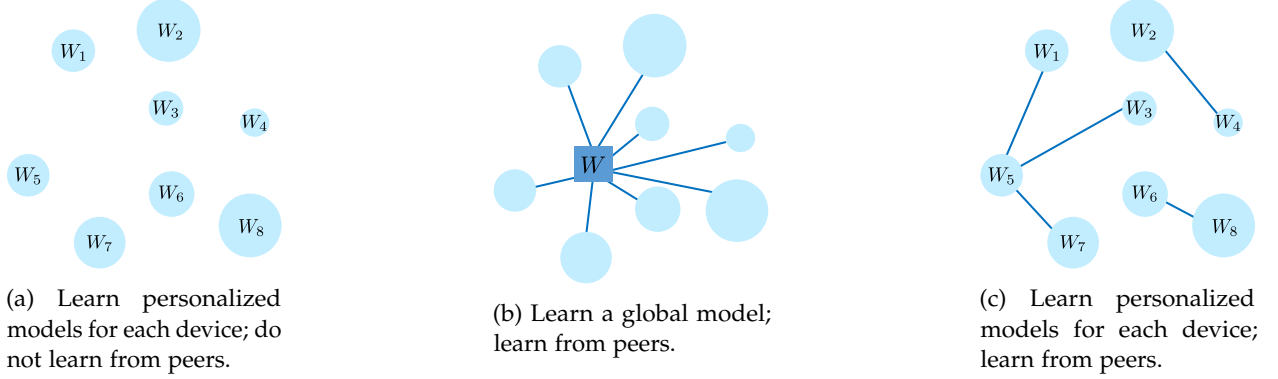 W1
W2
W3
W4
W5
W6
W7
W8
(a) Learn personalized
models for each device; do
not learn from peers.
W
(b) Learn a global model;
learn from peers.
W1
W2
W3
W4
W5
W6
W7
W8
(c) Learn personalized
models for each device;
learn from peers.